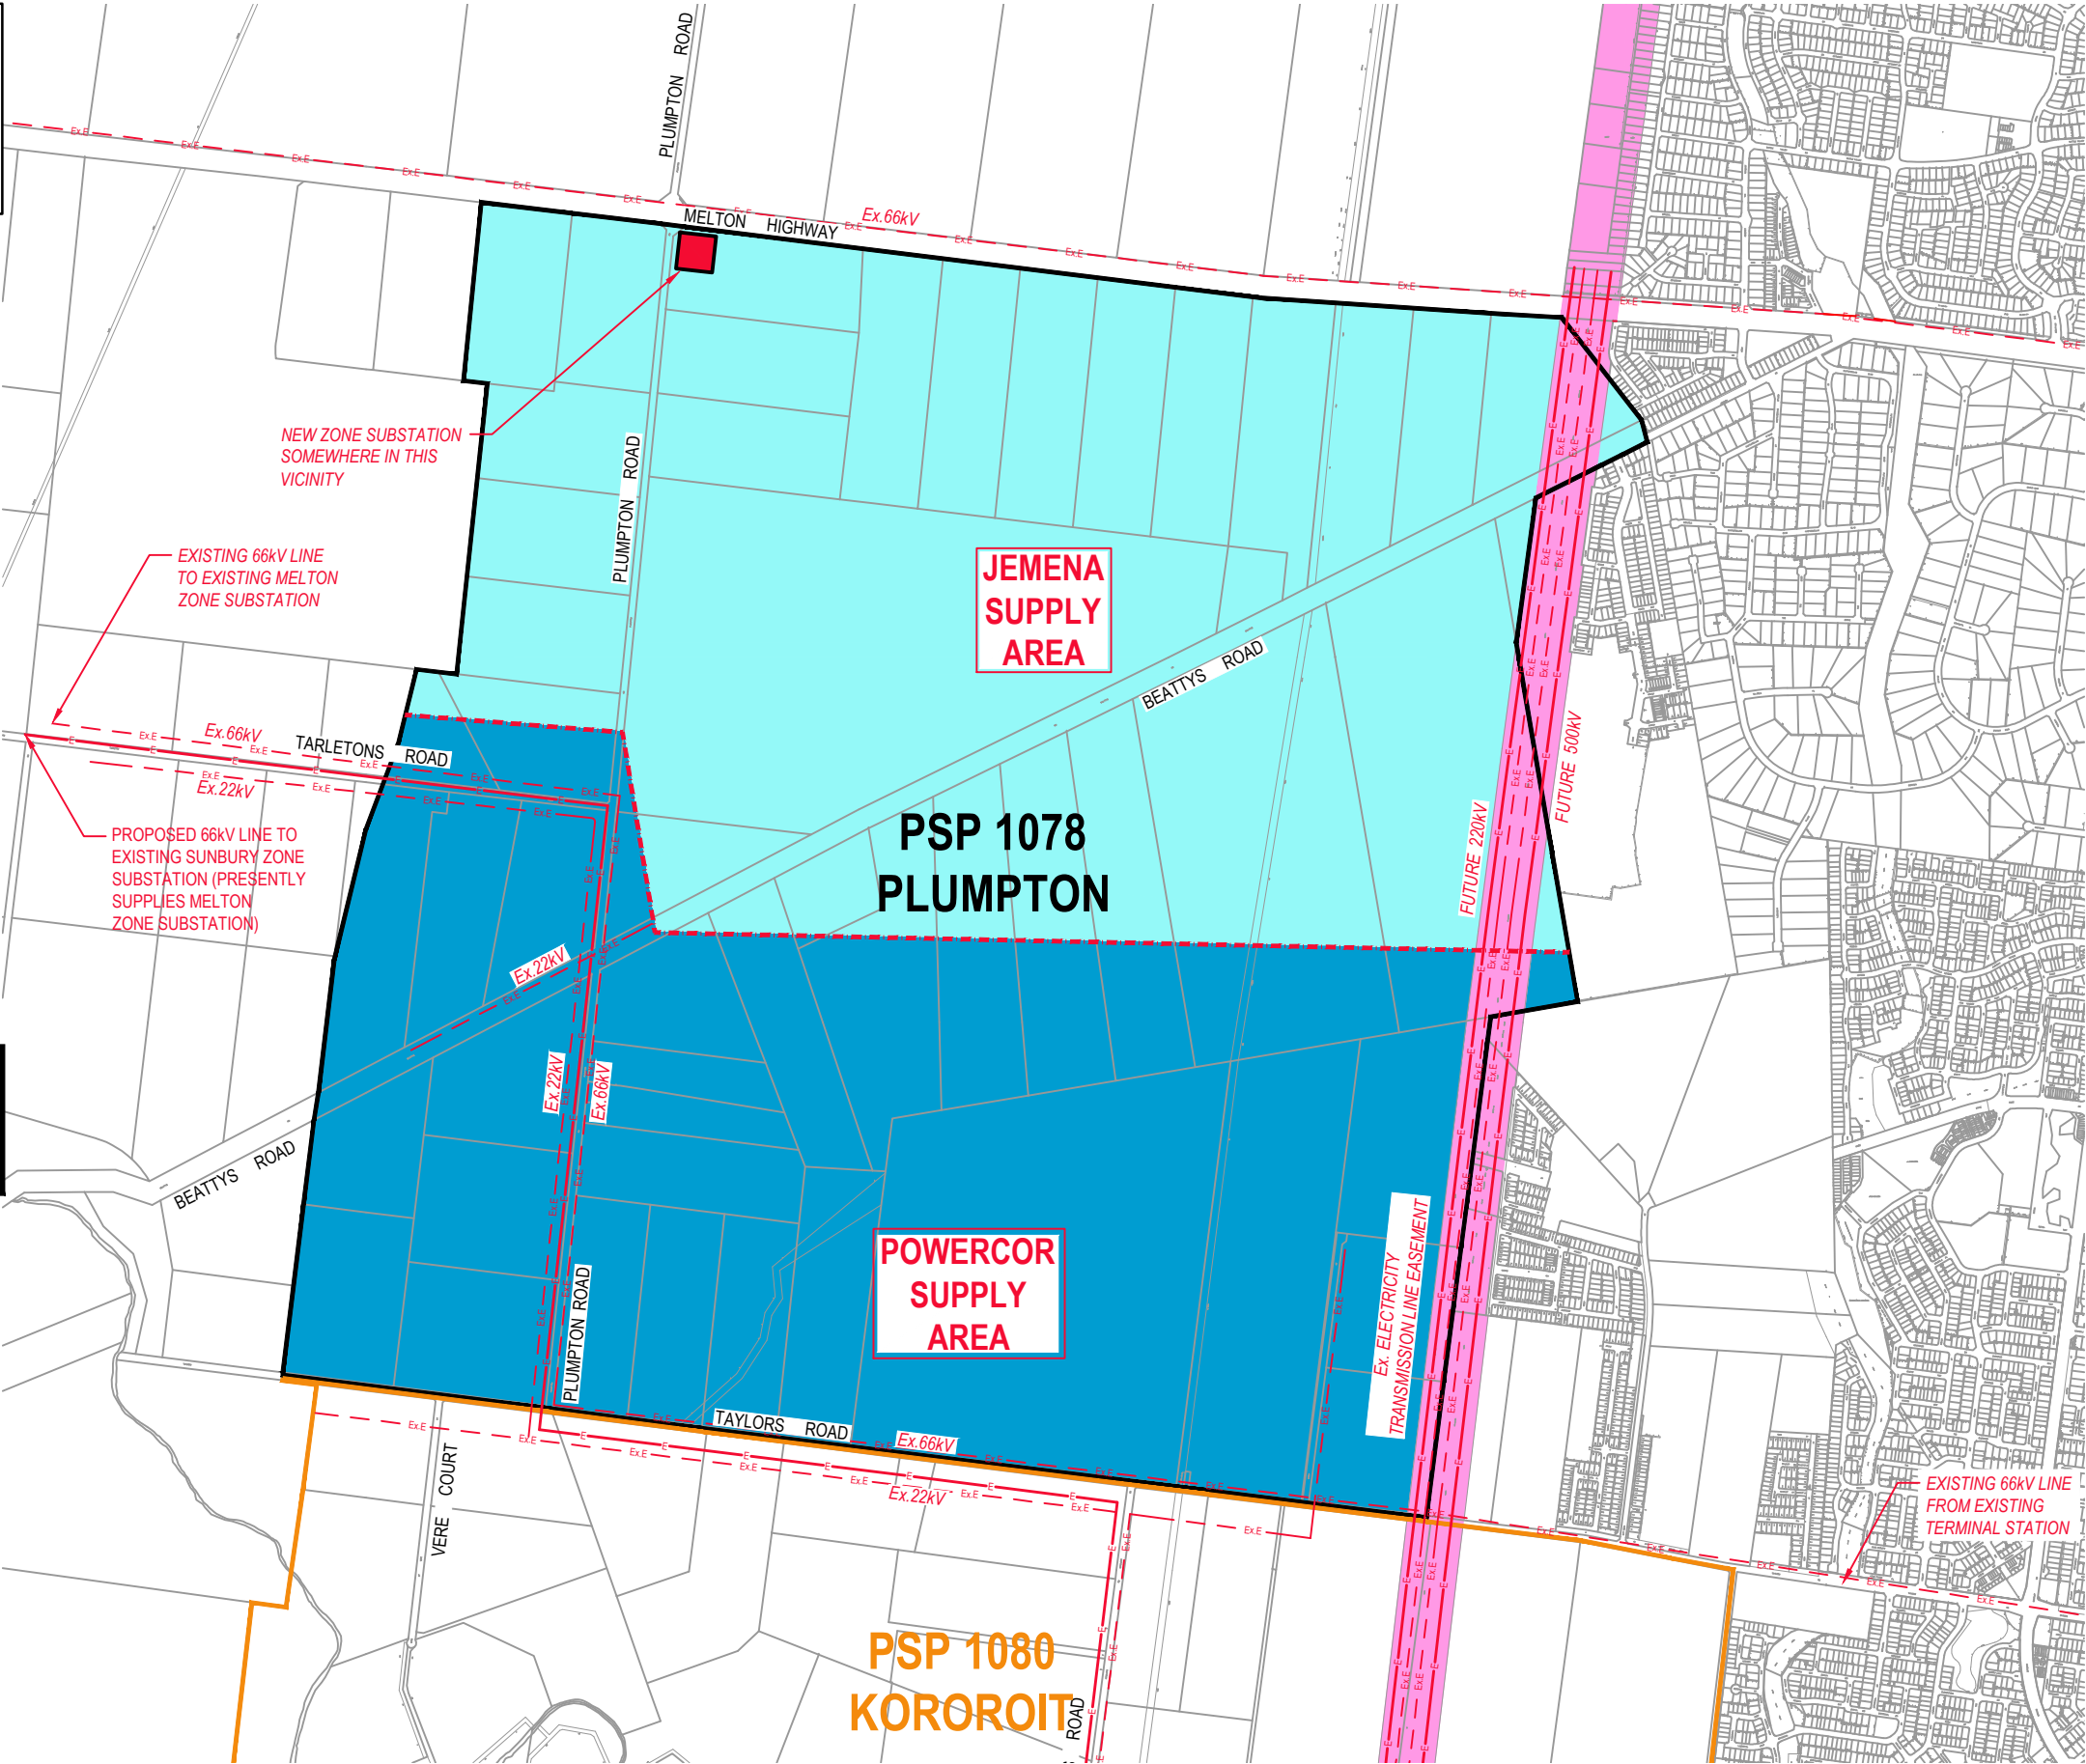 PLUMPTON ROAD
MELTON HIGHWAY
Ex.66kV
NEW ZONE SUBSTATION
SOMEWHERE IN THIS
VICINITY
PLUMPTON ROAD
EXISTING 66kV LINE
TO EXISTING MELTON
ZONE SUBSTATION
JEMENA
SUPPLY
AREA
BEATTYS ROAD
Ex.66kV
TARLETONS ROAD
Ex.22kV
PROPOSED 66kV LINE TO
EXISTING SUNBURY ZONE
SUBSTATION (PRESENTLY
SUPPLIES MELTON
ZONE SUBSTATION)
PSP 1078
PLUMPTON
FUTURE 220kV
FUTURE 500kV
Ex.22kV
Ex.22kV
Ex.66kV
BEATTYS ROAD
POWERCOR
SUPPLY
AREA
Ex. ELECTRICITY
TRANSMISSION LINE EASEMENT
PLUMPTON ROAD
TAYLORS ROAD
Ex.66kV
Ex.22kV
VERE COURT
EXISTING 66kV LINE
FROM EXISTING
TERMINAL STATION
PSP 1080
KOROROIT
ROAD